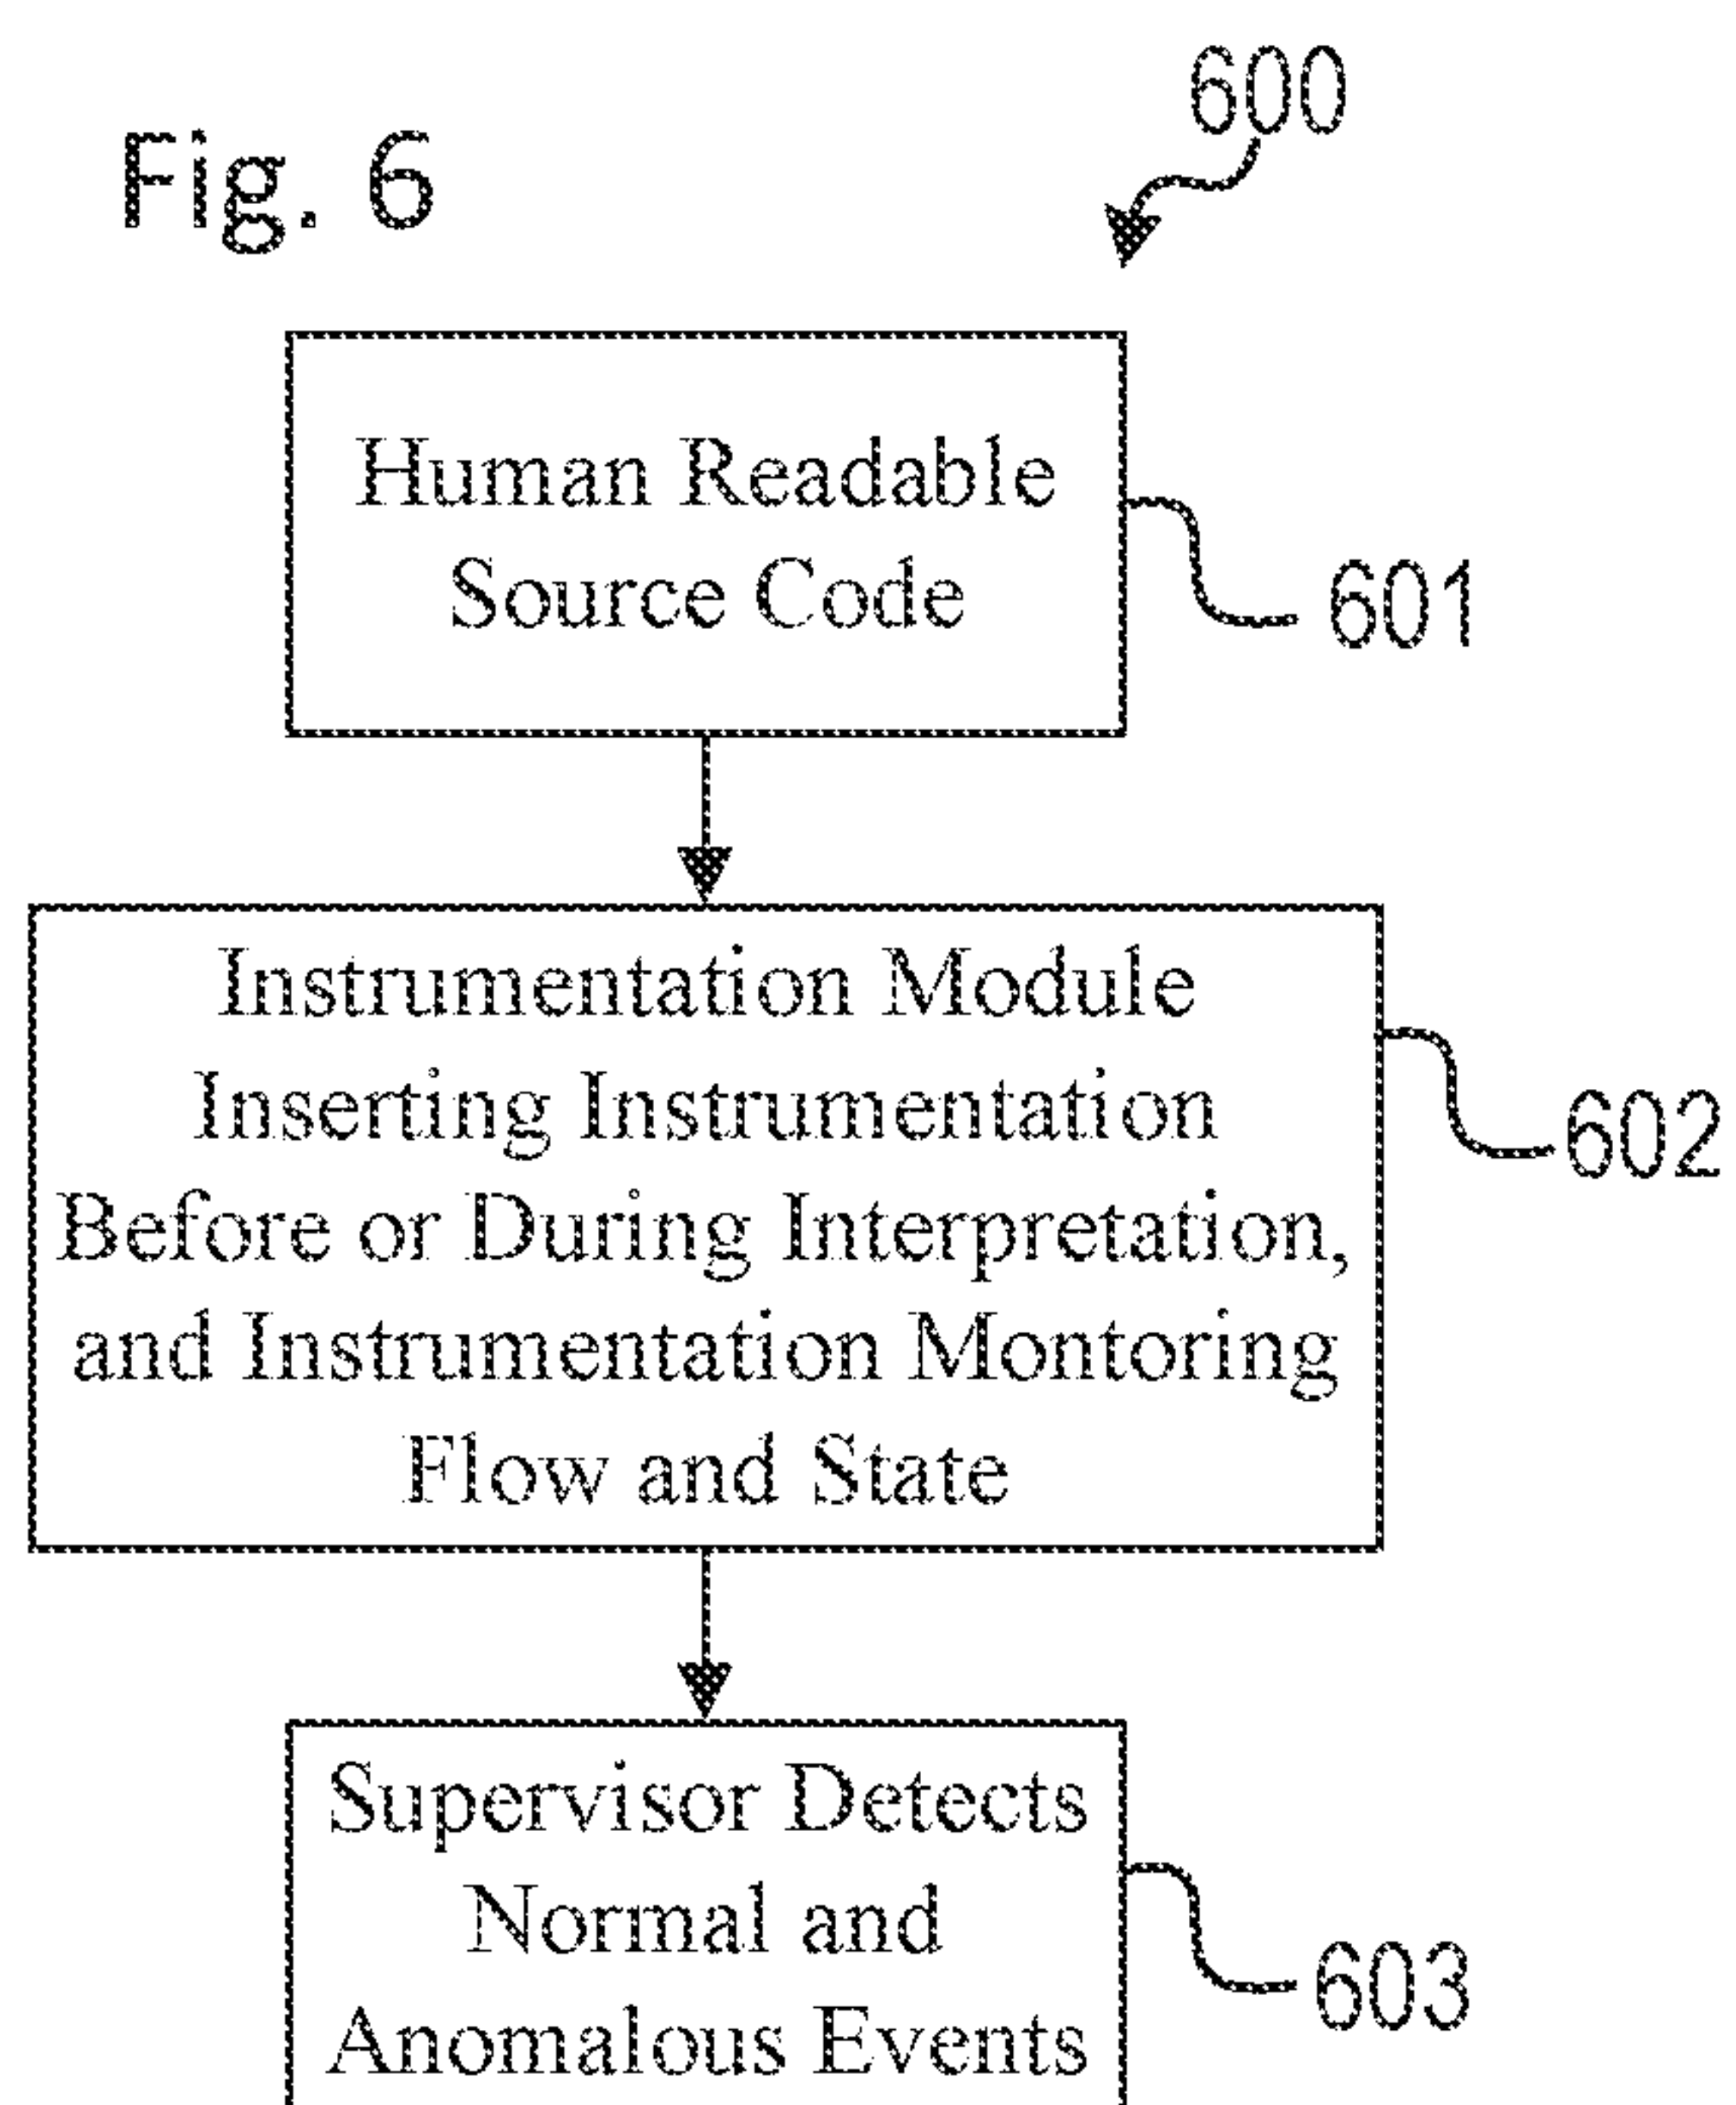 Fig. 6
600
Human Readable
Source Code
601
Instrumentation Module
Inserting Instrumentation
Before or During Interpretation,
and Instrumentation Montoring
Flow and State
602
Supervisor Detects
Normal and
Anomalous Events
603